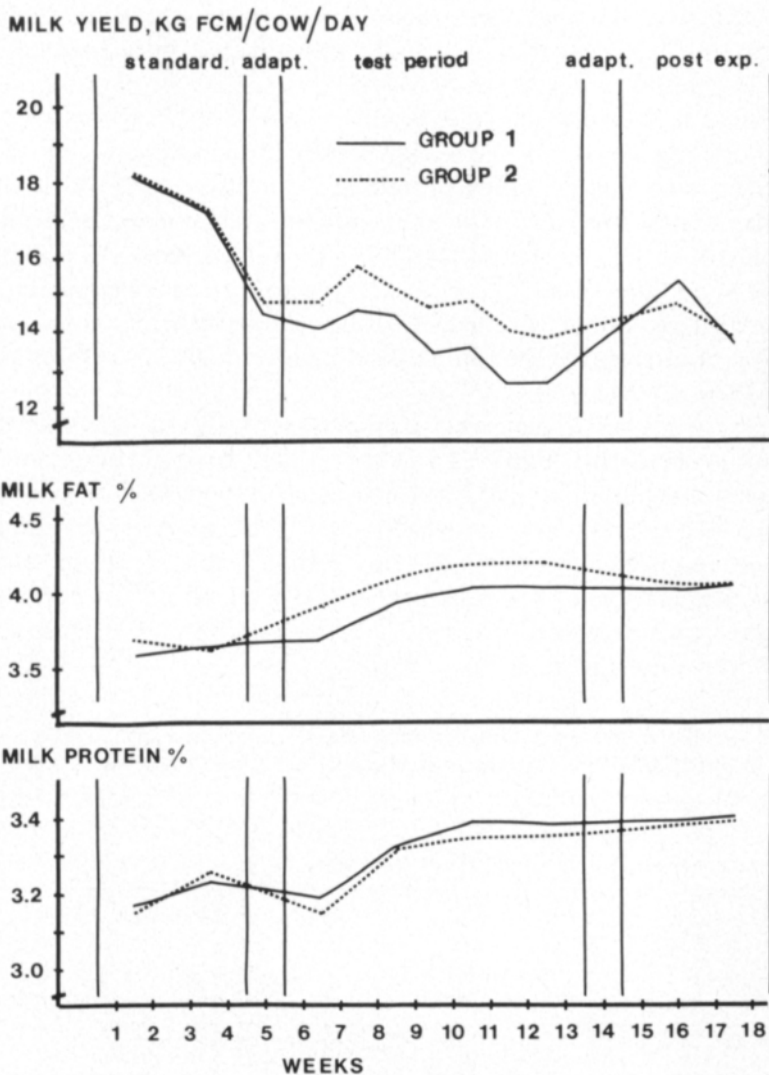 MILK YIELD, KG FCM/COW/DAY
standard. adapt. test period adapt. post exp.
20
18
16
14
12
GROUP 1
GROUP 2
MILK FAT %
4.5
4.0
3.5
MILK PROTEIN %
3.4
3.2
3.0
1 2 3 4 5 6 7 8 9 10 11 12 13 14 15 16 17 18
WEEKS